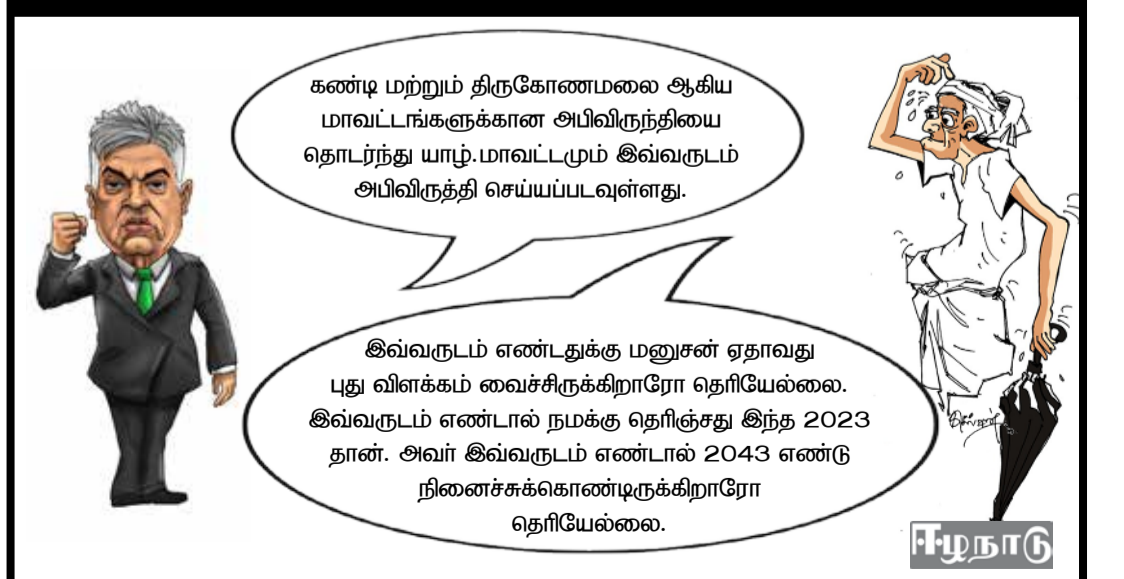 கண்டி மற்றும் திருகோணமலை ஆகிய
மாவட்டங்களுக்கான அபிவிருந்தியை
தொடர்ந்து யாழ்.மாவட்டமும் இவ்வருடம்
அபிவிருத்தி செய்யப்படவுள்ளது.
இவ்வருடம் எண்டதுக்கு மனுசன் ஏதாவது
புது விளக்கம் வைச்சிருக்கிறாரோ தெரியேல்லை.
இவ்வருடம் எண்டால் நமக்கு தெரிஞ்சது இந்த 2023
தான். அவர் இவ்வருடம் எண்டால் 2043 எண்டு
நினைச்சுக்கொண்டிருக்கிறாரோ
தெரியேல்லை.
ஈழநாடு